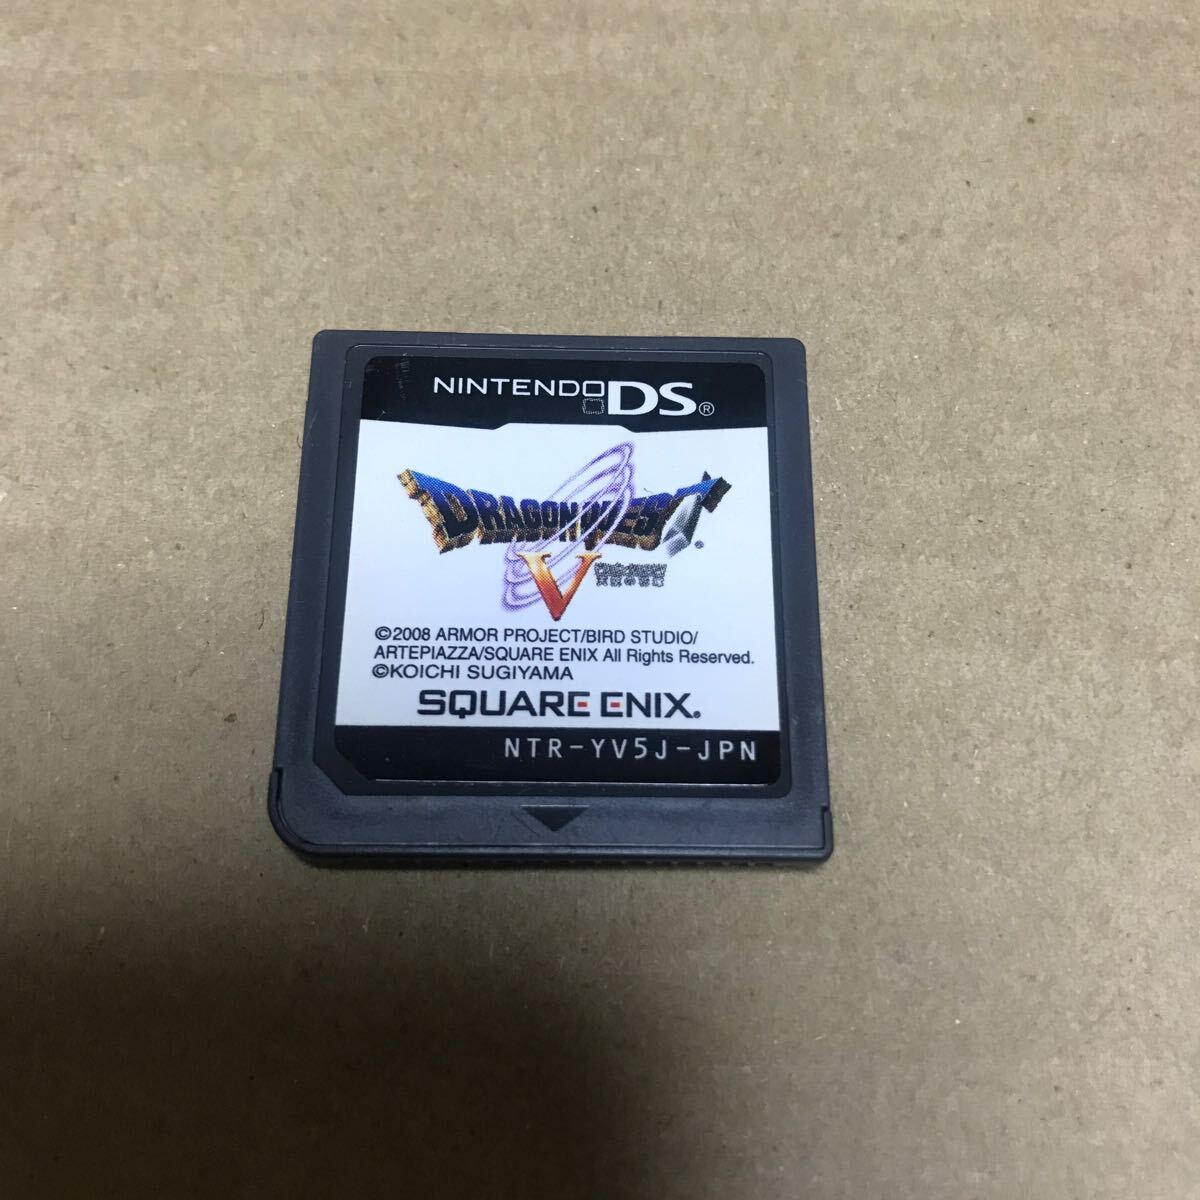 NINTENDO DS®
DRAGON QUEST
V
©2008 ARMOR PROJECT/BIRD STUDIO/
ARTEPIAZZA/SQUARE ENIX All Rights Reserved.
©KOICHI SUGIYAMA
SQUARE ENIX®
NTR-YV5J-JPN